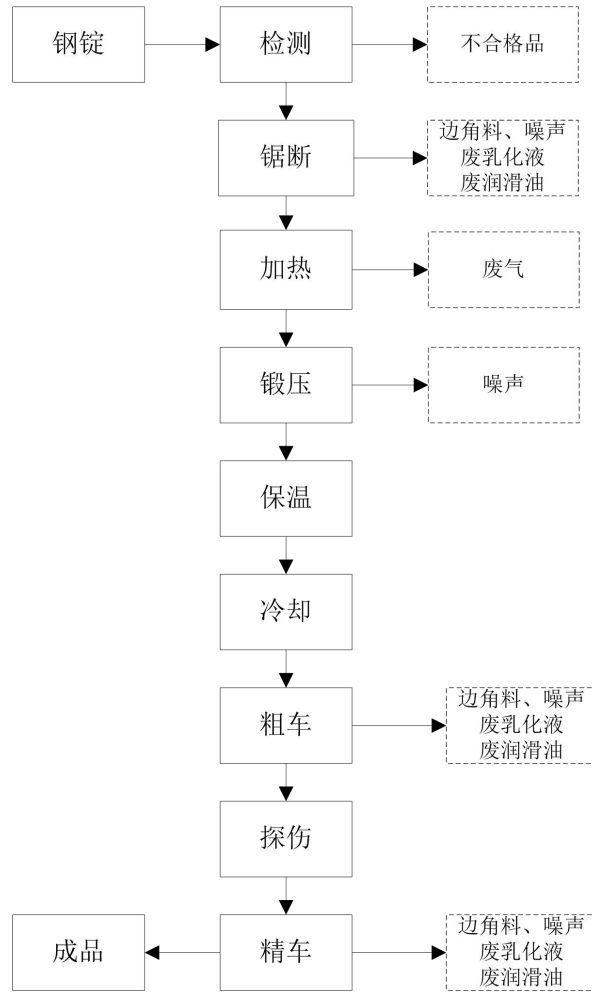 钢锭
检测
不合格品
锯断
边角料、噪声
废乳化液
废润滑油
加热
废气
锻压
噪声
保温
冷却
粗车
边角料、噪声
废乳化液
废润滑油
探伤
成品
精车
边角料、噪声
废乳化液
废润滑油